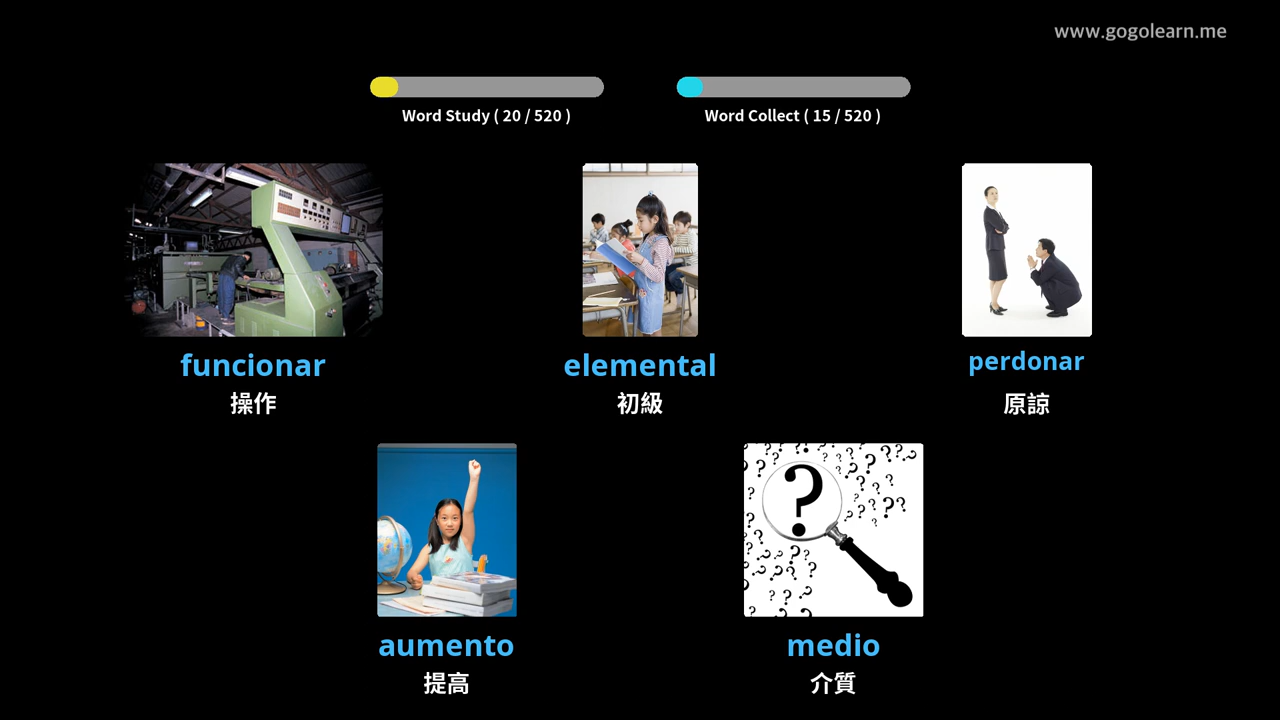 www.gogolearn.me
Word Study ( 20 / 520 )
Word Collect ( 15 / 520 )
funcionar
操作
elemental
初級
perdonar
原諒
aumento
提高
medio
介質